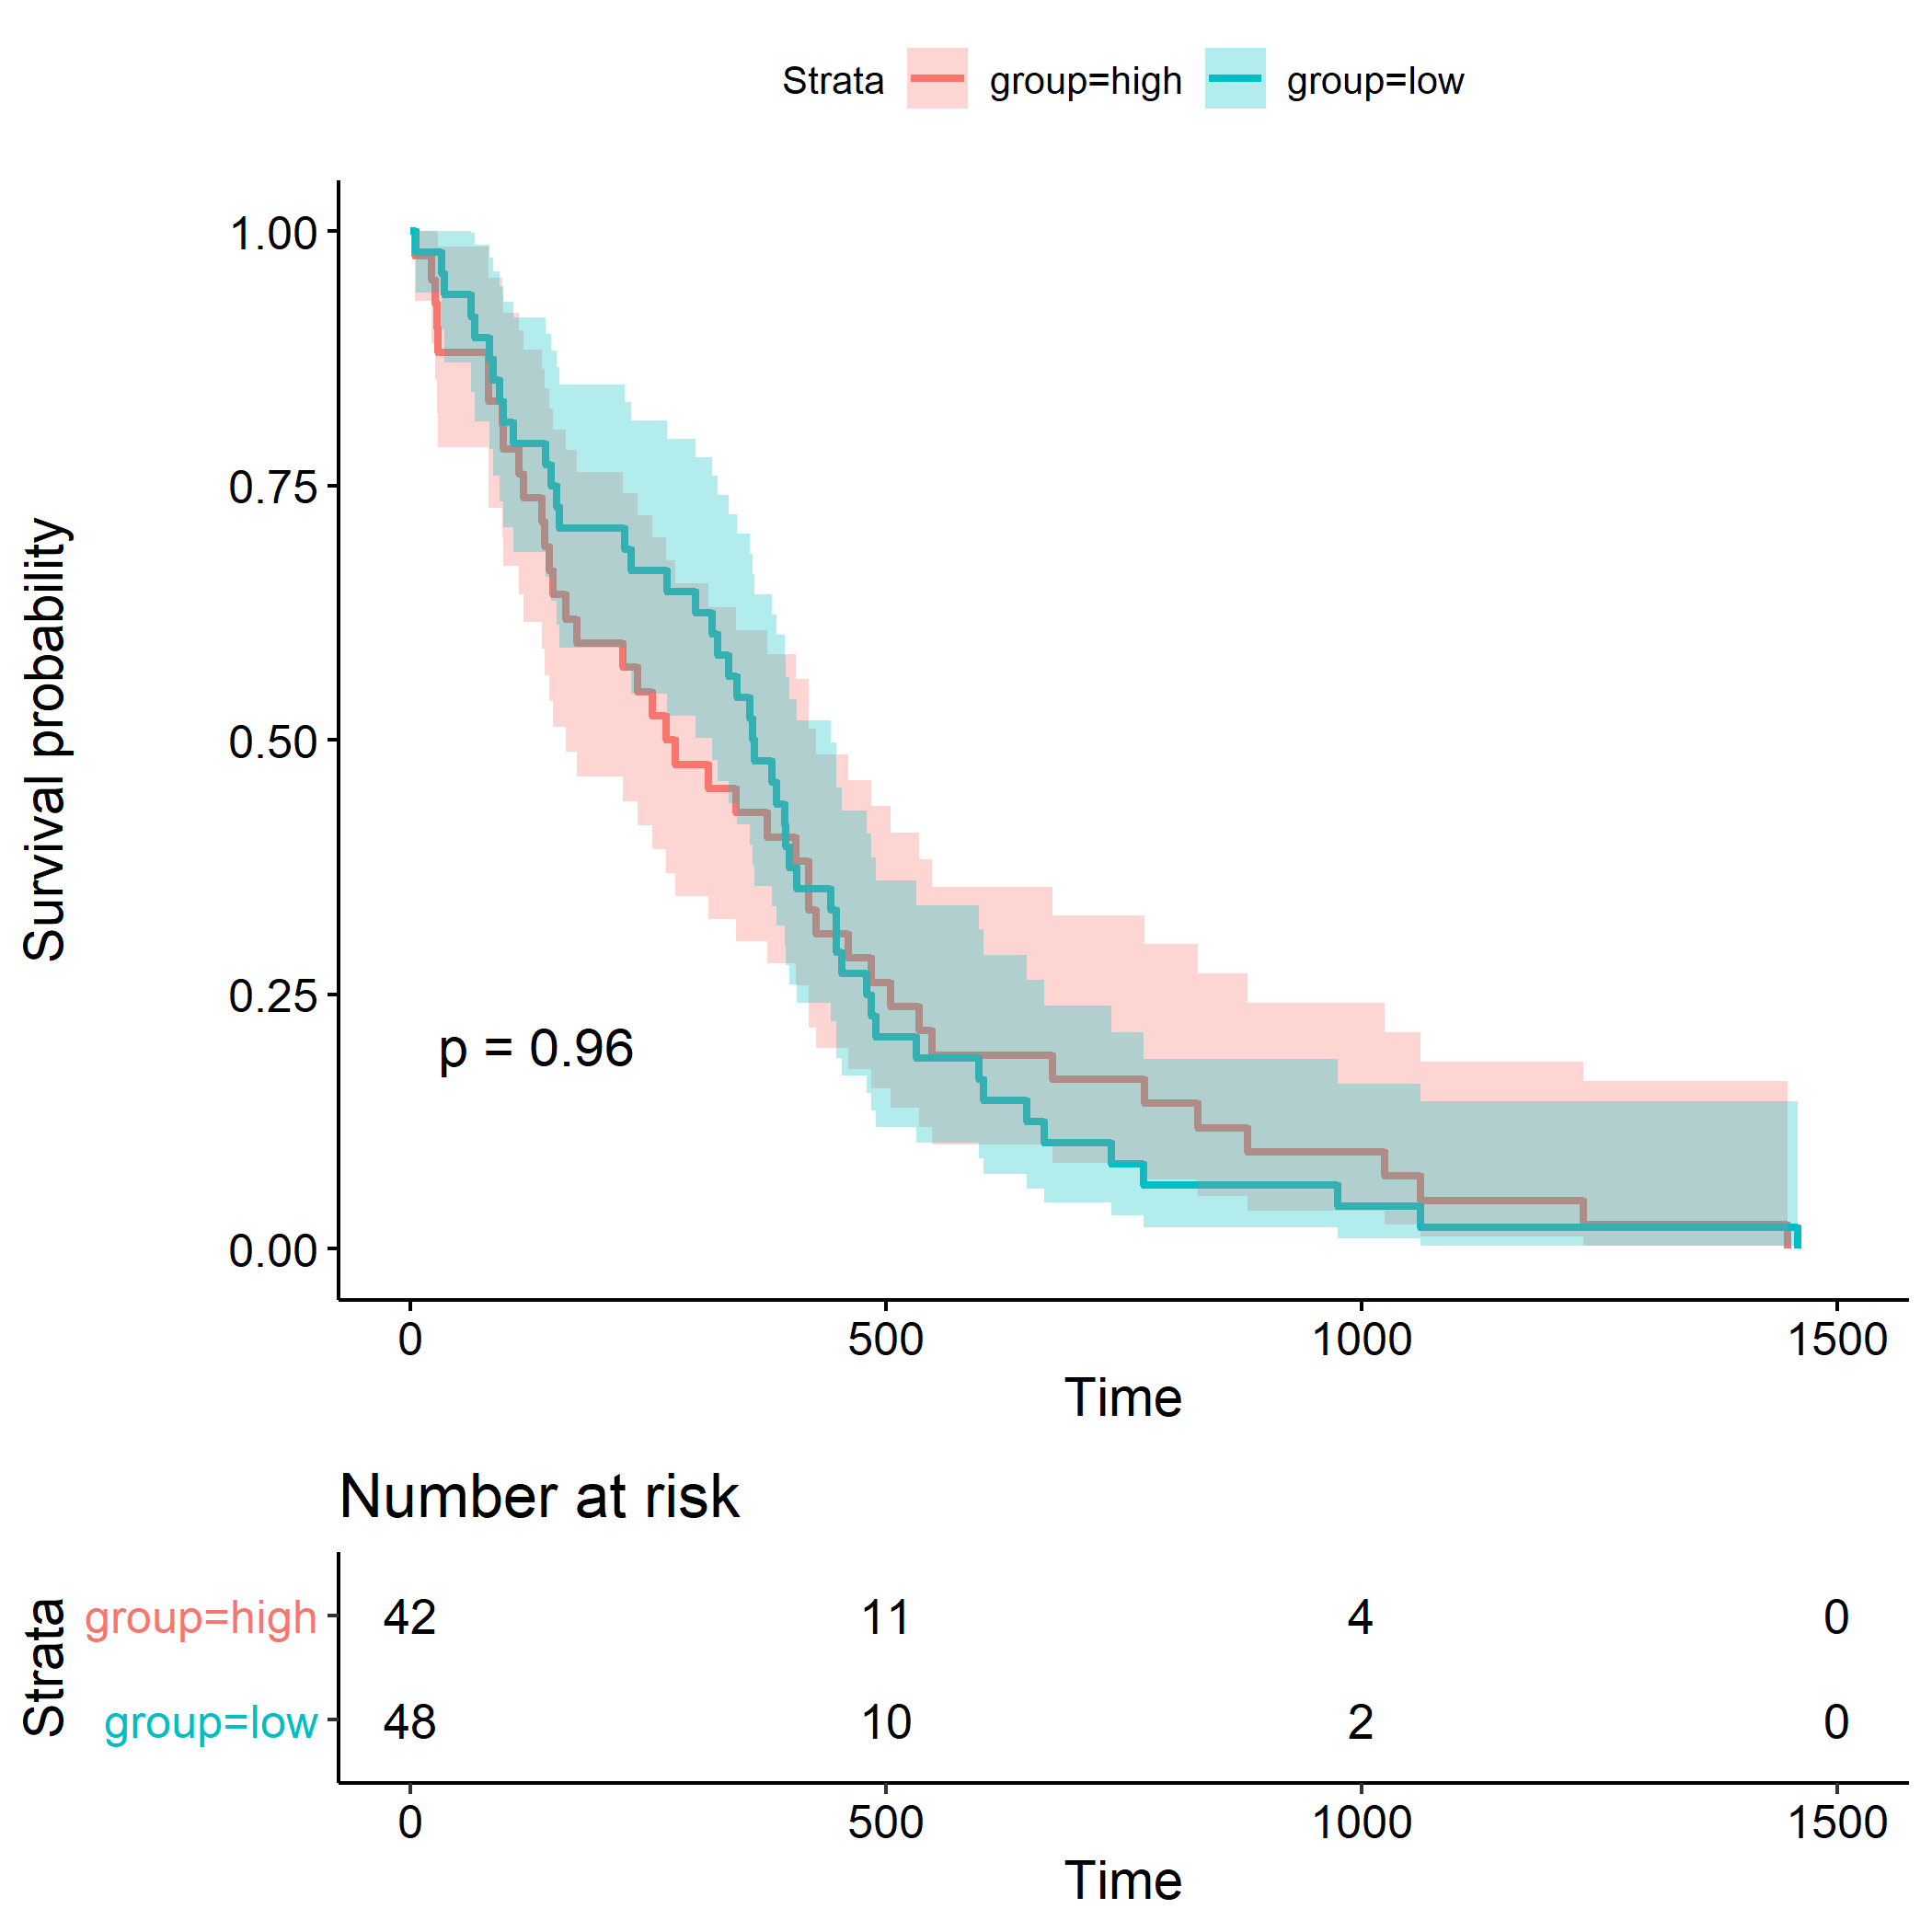 Strata group=high group=low
1.00
0.75
0.50
0.25
0.00
Survival probability
p = 0.96
0 500 1000 1500
Time
Number at risk
Strata
group=high 42 11 4 0
group=low 48 10 2 0
0 500 1000 1500
Time